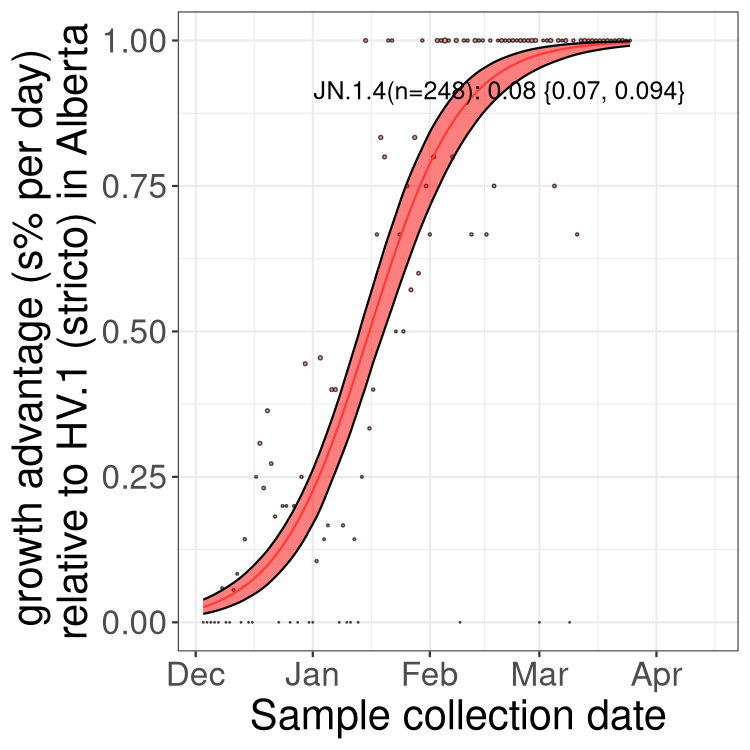 growth advantage (s% per day)
relative to HV.1 (stricto) in Alberta
1.00
0.75
0.50
0.25
0.00
JN.1.4(n=248): 0.08 {0.07, 0.094}
Dec Jan Feb Mar Apr
Sample collection date